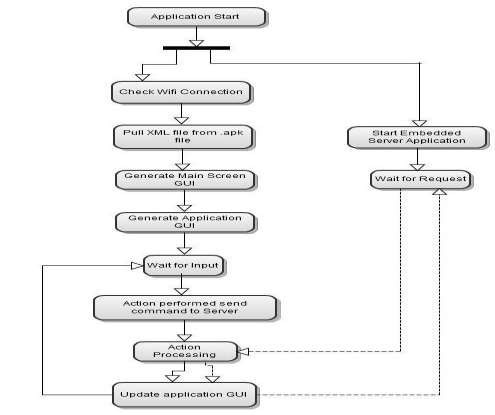 Application Start
Check Wifi Connection
Pull XML file from .apk
file
Start Embedded
Server Application
Generate Main Screen
GUI
Wait for Request
Generate Application
GUI
Wait for Input
Action performed send
command to Server
Action
Processing
Update application GUI